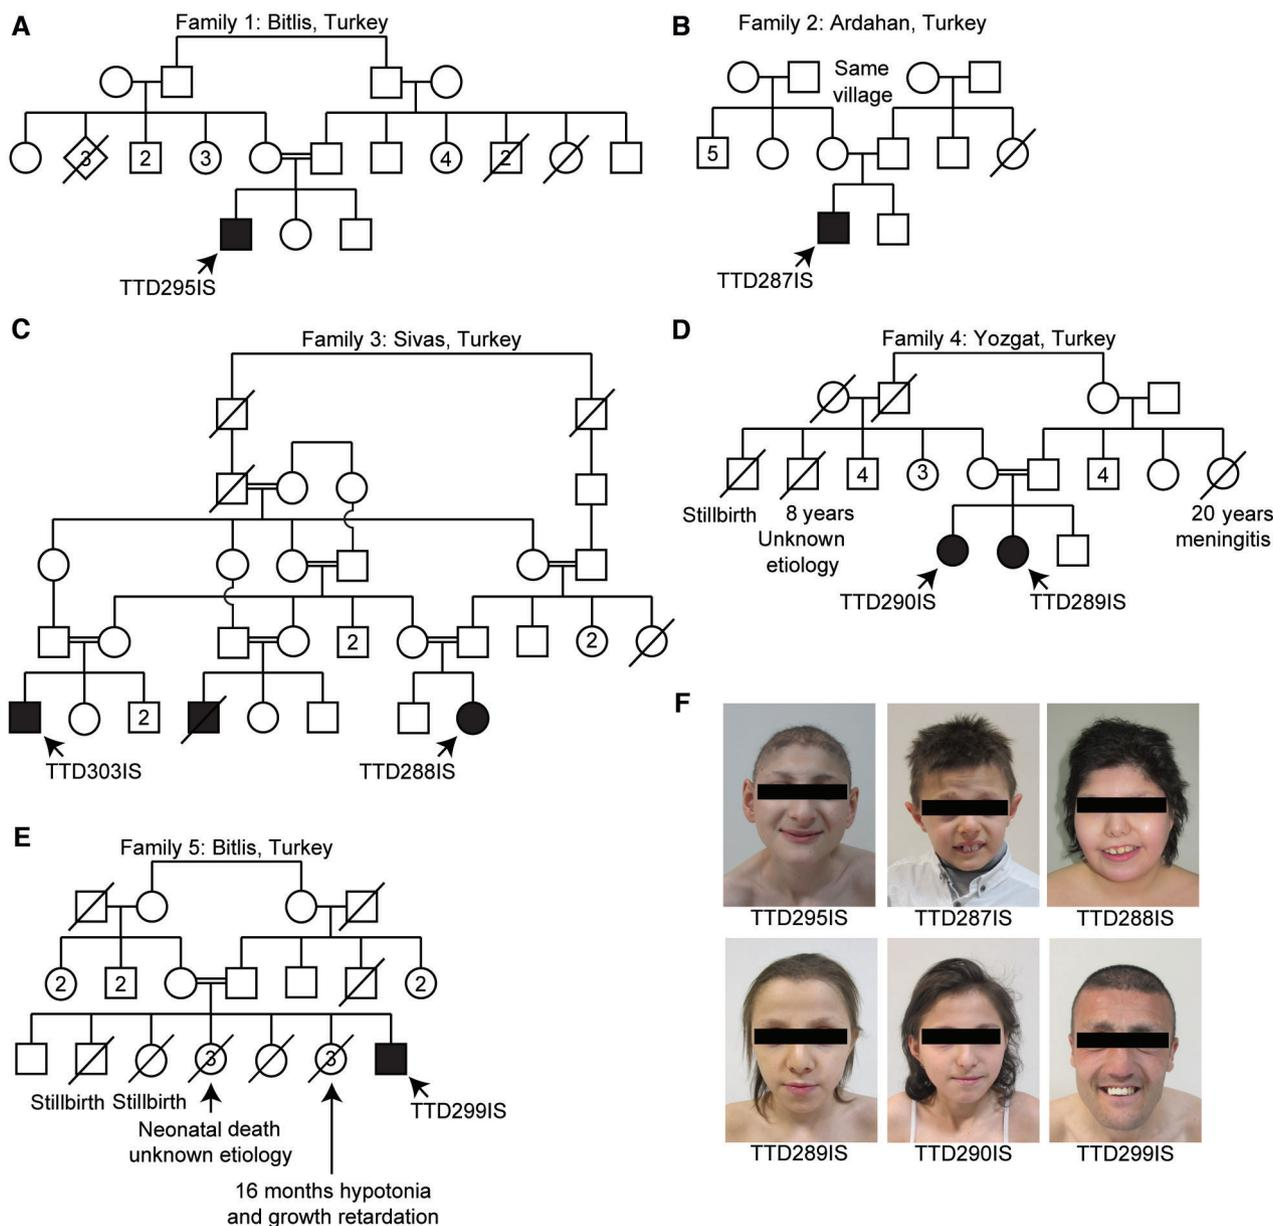 A
Family 1: Bitlis, Turkey
3
2
3
4
2
TTD295IS
B
Family 2: Ardahan, Turkey
Same
village
5
TTD287IS
C
Family 3: Sivas, Turkey
2
2
2
TTD303IS
TTD288IS
D
Family 4: Yozgat, Turkey
4
3
4
Stillbirth
8 years
Unknown
etiology
20 years
meningitis
TTD290IS
TTD289IS
E
Family 5: Bitlis, Turkey
2
2
2
3
3
Stillbirth Stillbirth
TTD299IS
Neonatal death
unknown etiology
16 months hypotonia
and growth retardation
F
TTD295IS
TTD287IS
TTD288IS
TTD289IS
TTD290IS
TTD299IS